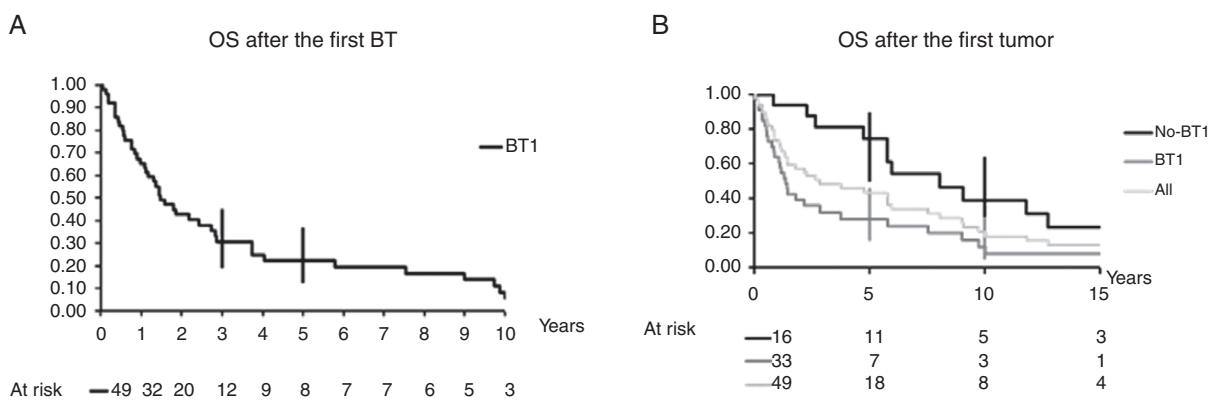 A
OS after the first BT
1.00
0.90
0.80
0.70
0.60
0.50
0.40
0.30
0.20
0.10
0.00
BT1
0 1 2 3 4 5 6 7 8 9 10 Years
At risk 49 32 20 12 9 8 7 7 6 5 3
B
OS after the first tumor
1.00
0.80
0.60
0.40
0.20
0.00
No-BT1
BT1
All
0 5 10 15 Years
At risk
16 11 5 3
33 7 3 1
49 18 8 4